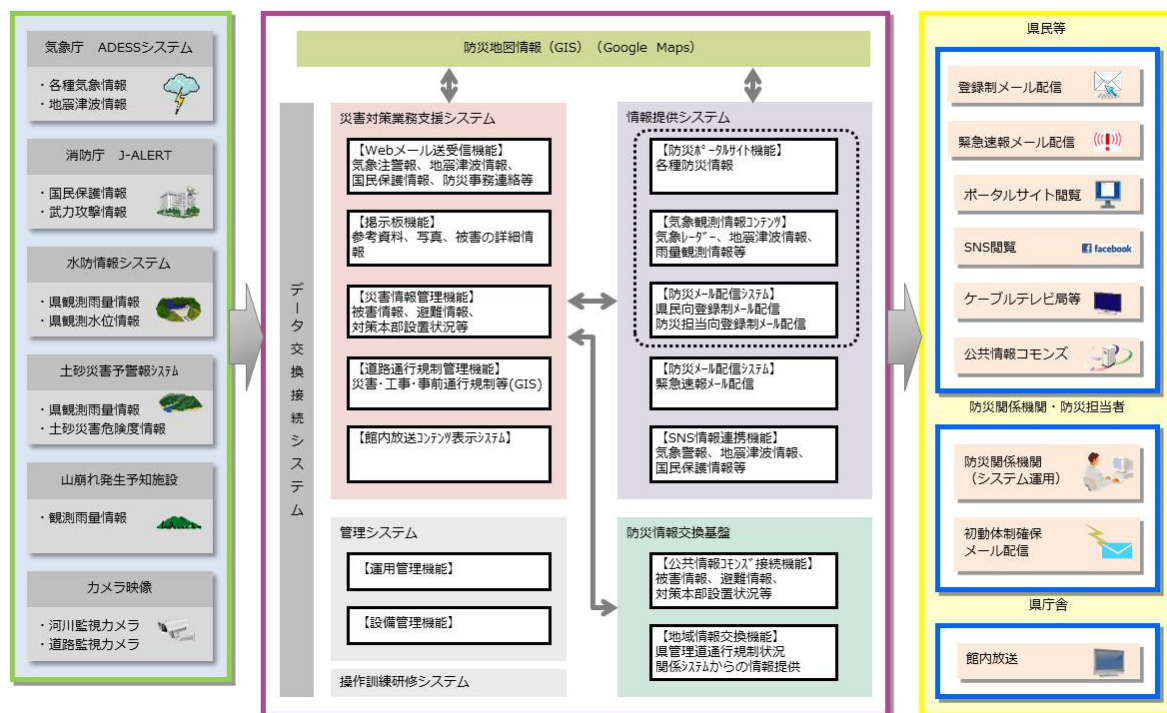 気象庁 ADESSシステム
・各種気象情報
・地震津波情報
消防庁 J-ALERT
・国民保護情報
・武力攻撃情報
水防情報システム
・県観測雨量情報
・県観測水位情報
土砂災害予警報ｼｽﾃﾑ
・県観測雨量情報
・土砂災害危険度情報
山崩れ発生予知施設
・観測雨量情報
カメラ映像
・河川監視カメラ
・道路監視カメラ
防災地図情報（GIS）（Google Maps）
データ交換接続システム
災害対策業務支援システム
【Webメール送受信機能】
気象注警報、地震津波情報、
国民保護情報、防災事務連絡等
【掲示板機能】
参考資料、写真、被害の詳細情
報
【災害情報管理機能】
被害情報、避難情報、
対策本部設置状況等
【道路通行規制管理機能】
災害･工事･事前通行規制等(GIS)
【館内放送ｺﾝﾃﾝﾂ表示ｼｽﾃﾑ】
管理システム
【運用管理機能】
【設備管理機能】
操作訓練研修システム
情報提供システム
【防災ﾎﾟｰﾀﾙサイト機能】
各種防災情報
【気象観測情報ｺﾝﾃﾝﾂ】
気象ﾚｰﾀﾞｰ、地震津波情報、
雨量観測情報等
【防災ﾒｰﾙ配信ｼｽﾃﾑ】
県民向登録制ﾒｰﾙ配信
防災担当向登録制ﾒｰﾙ配信
【防災ﾒｰﾙ配信ｼｽﾃﾑ】
緊急速報ﾒｰﾙ配信
【SNS情報連携機能】
気象警報、地震津波情報、
国民保護情報等
防災情報交換基盤
【公共情報ｺﾓﾝｽﾞ接続機能】
被害情報、避難情報、
対策本部設置状況等
【地域情報交換機能】
県管理道通行規制状況
関係ｼｽﾃﾑからの情報提供
県民等
登録制メール配信
緊急速報メール配信
ポータルサイト閲覧
SNS閲覧
facebook
ケーブルテレビ局等
公共情報コモンズ
防災関係機関・防災担当者
防災関係機関
（システム運用）
初動体制確保
メール配信
県庁舎
館内放送